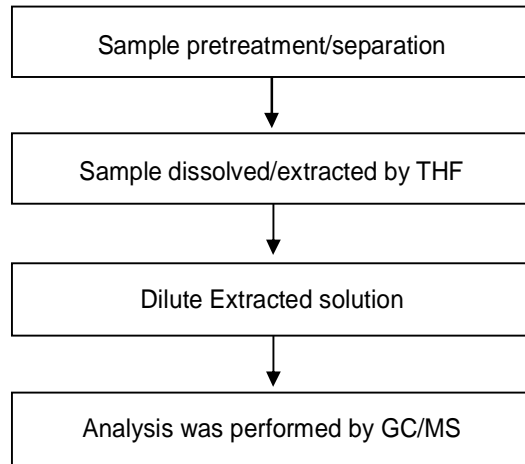 Sample pretreatment/separation
Sample dissolved/extracted by THF
Dilute Extracted solution
Analysis was performed by GC/MS